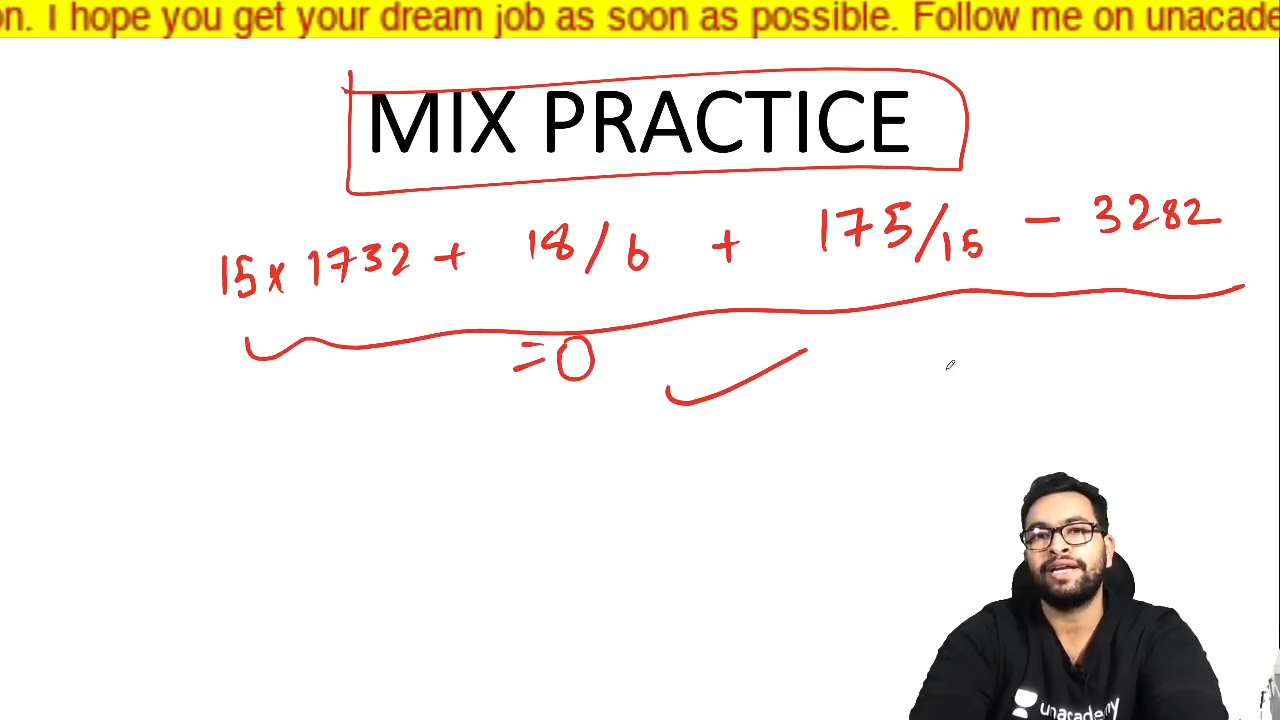 on. I hope you get your dream job as soon as possible. Follow me on unacade
MIX PRACTICE
15 x 1732 + 18/6 + 175/15 - 3282
=0
unacademy